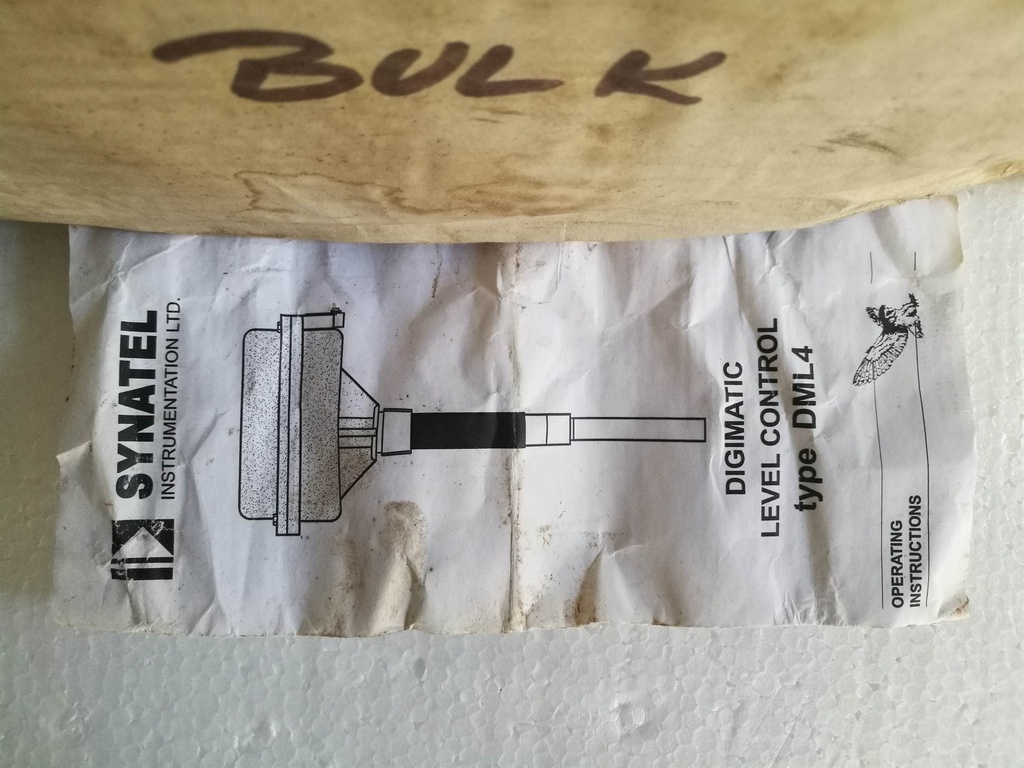 BULK
SYNATEL
INSTRUMENTATION LTD.
DIGIMATIC
LEVEL CONTROL
type DML4
OPERATING
INSTRUCTIONS